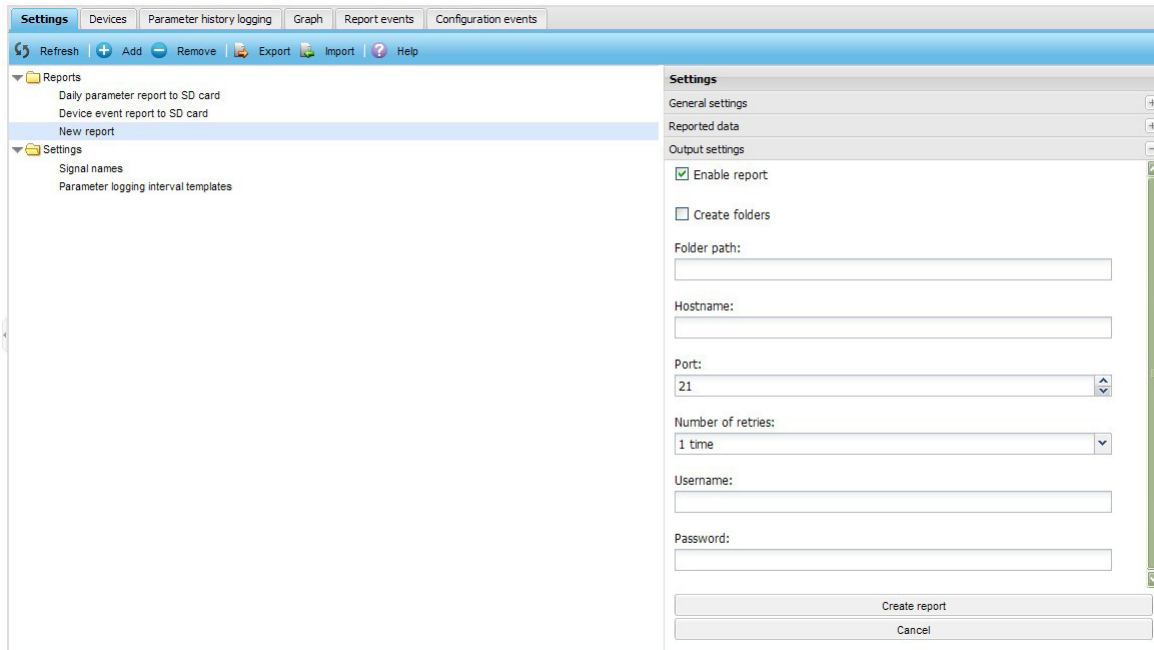 Settings Devices Parameter history logging Graph Report events Configuration events
Refresh Add Remove Export Import Help
Reports
Daily parameter report to SD card
Device event report to SD card
New report
Settings
Signal names
Parameter logging interval templates
Settings
General settings
Reported data
Output settings
Enable report
Create folders
Folder path:
Hostname:
Port:
21
Number of retries:
1 time
Username:
Password:
Create report
Cancel